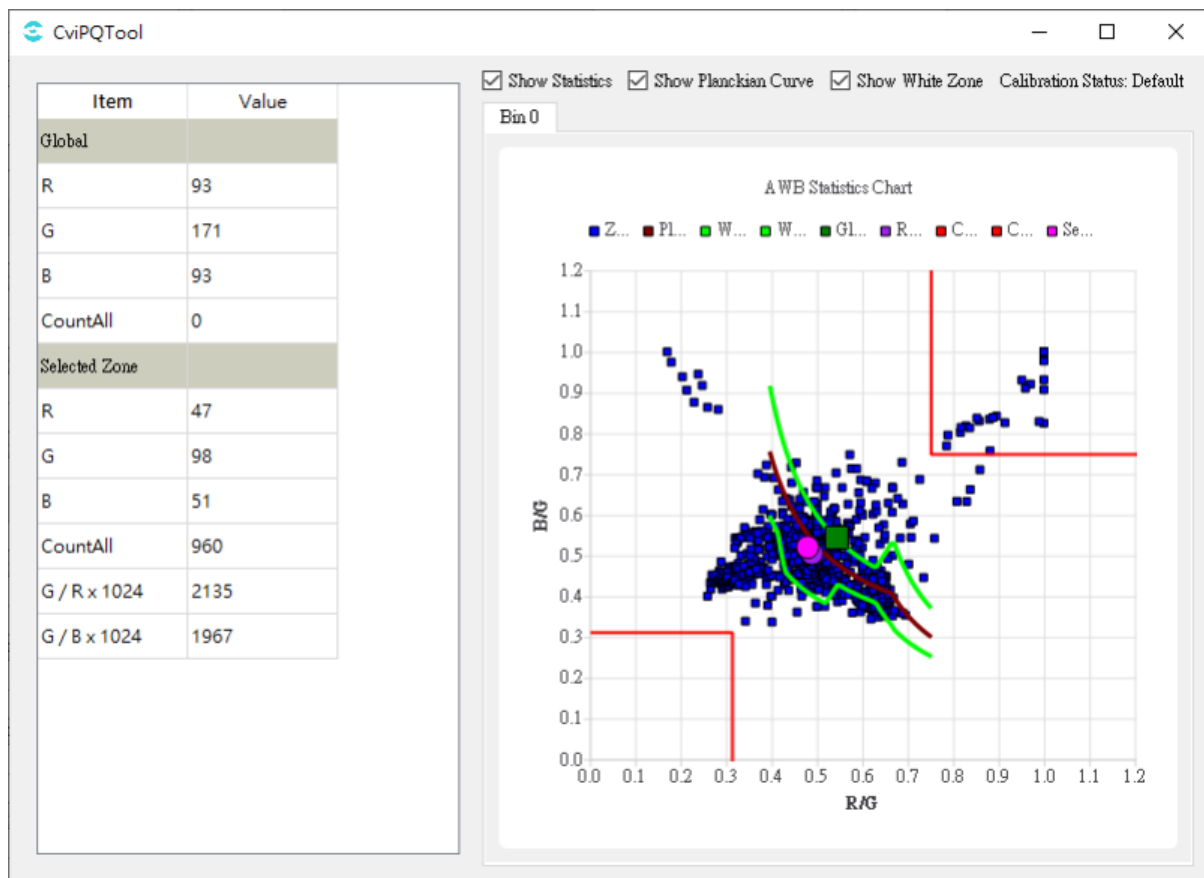 CviPQTool
Item Value
Global
R 93
G 171
B 93
CountAll 0
Selected Zone
R 47
G 98
B 51
CountAll 960
G / R x 1024 2135
G / B x 1024 1967
Show Statistics Show Planckian Curve Show White Zone Calibration Status: Default
Bin 0
AWB Statistics Chart
Z... Pl... W... W... Gl... R... C... C... Se...
1.2
1.1
1.0
0.9
0.8
0.7
0.6
0.5
0.4
0.3
0.2
0.1
0.0
B/G
0.0 0.1 0.2 0.3 0.4 0.5 0.6 0.7 0.8 0.9 1.0 1.1 1.2
R/G